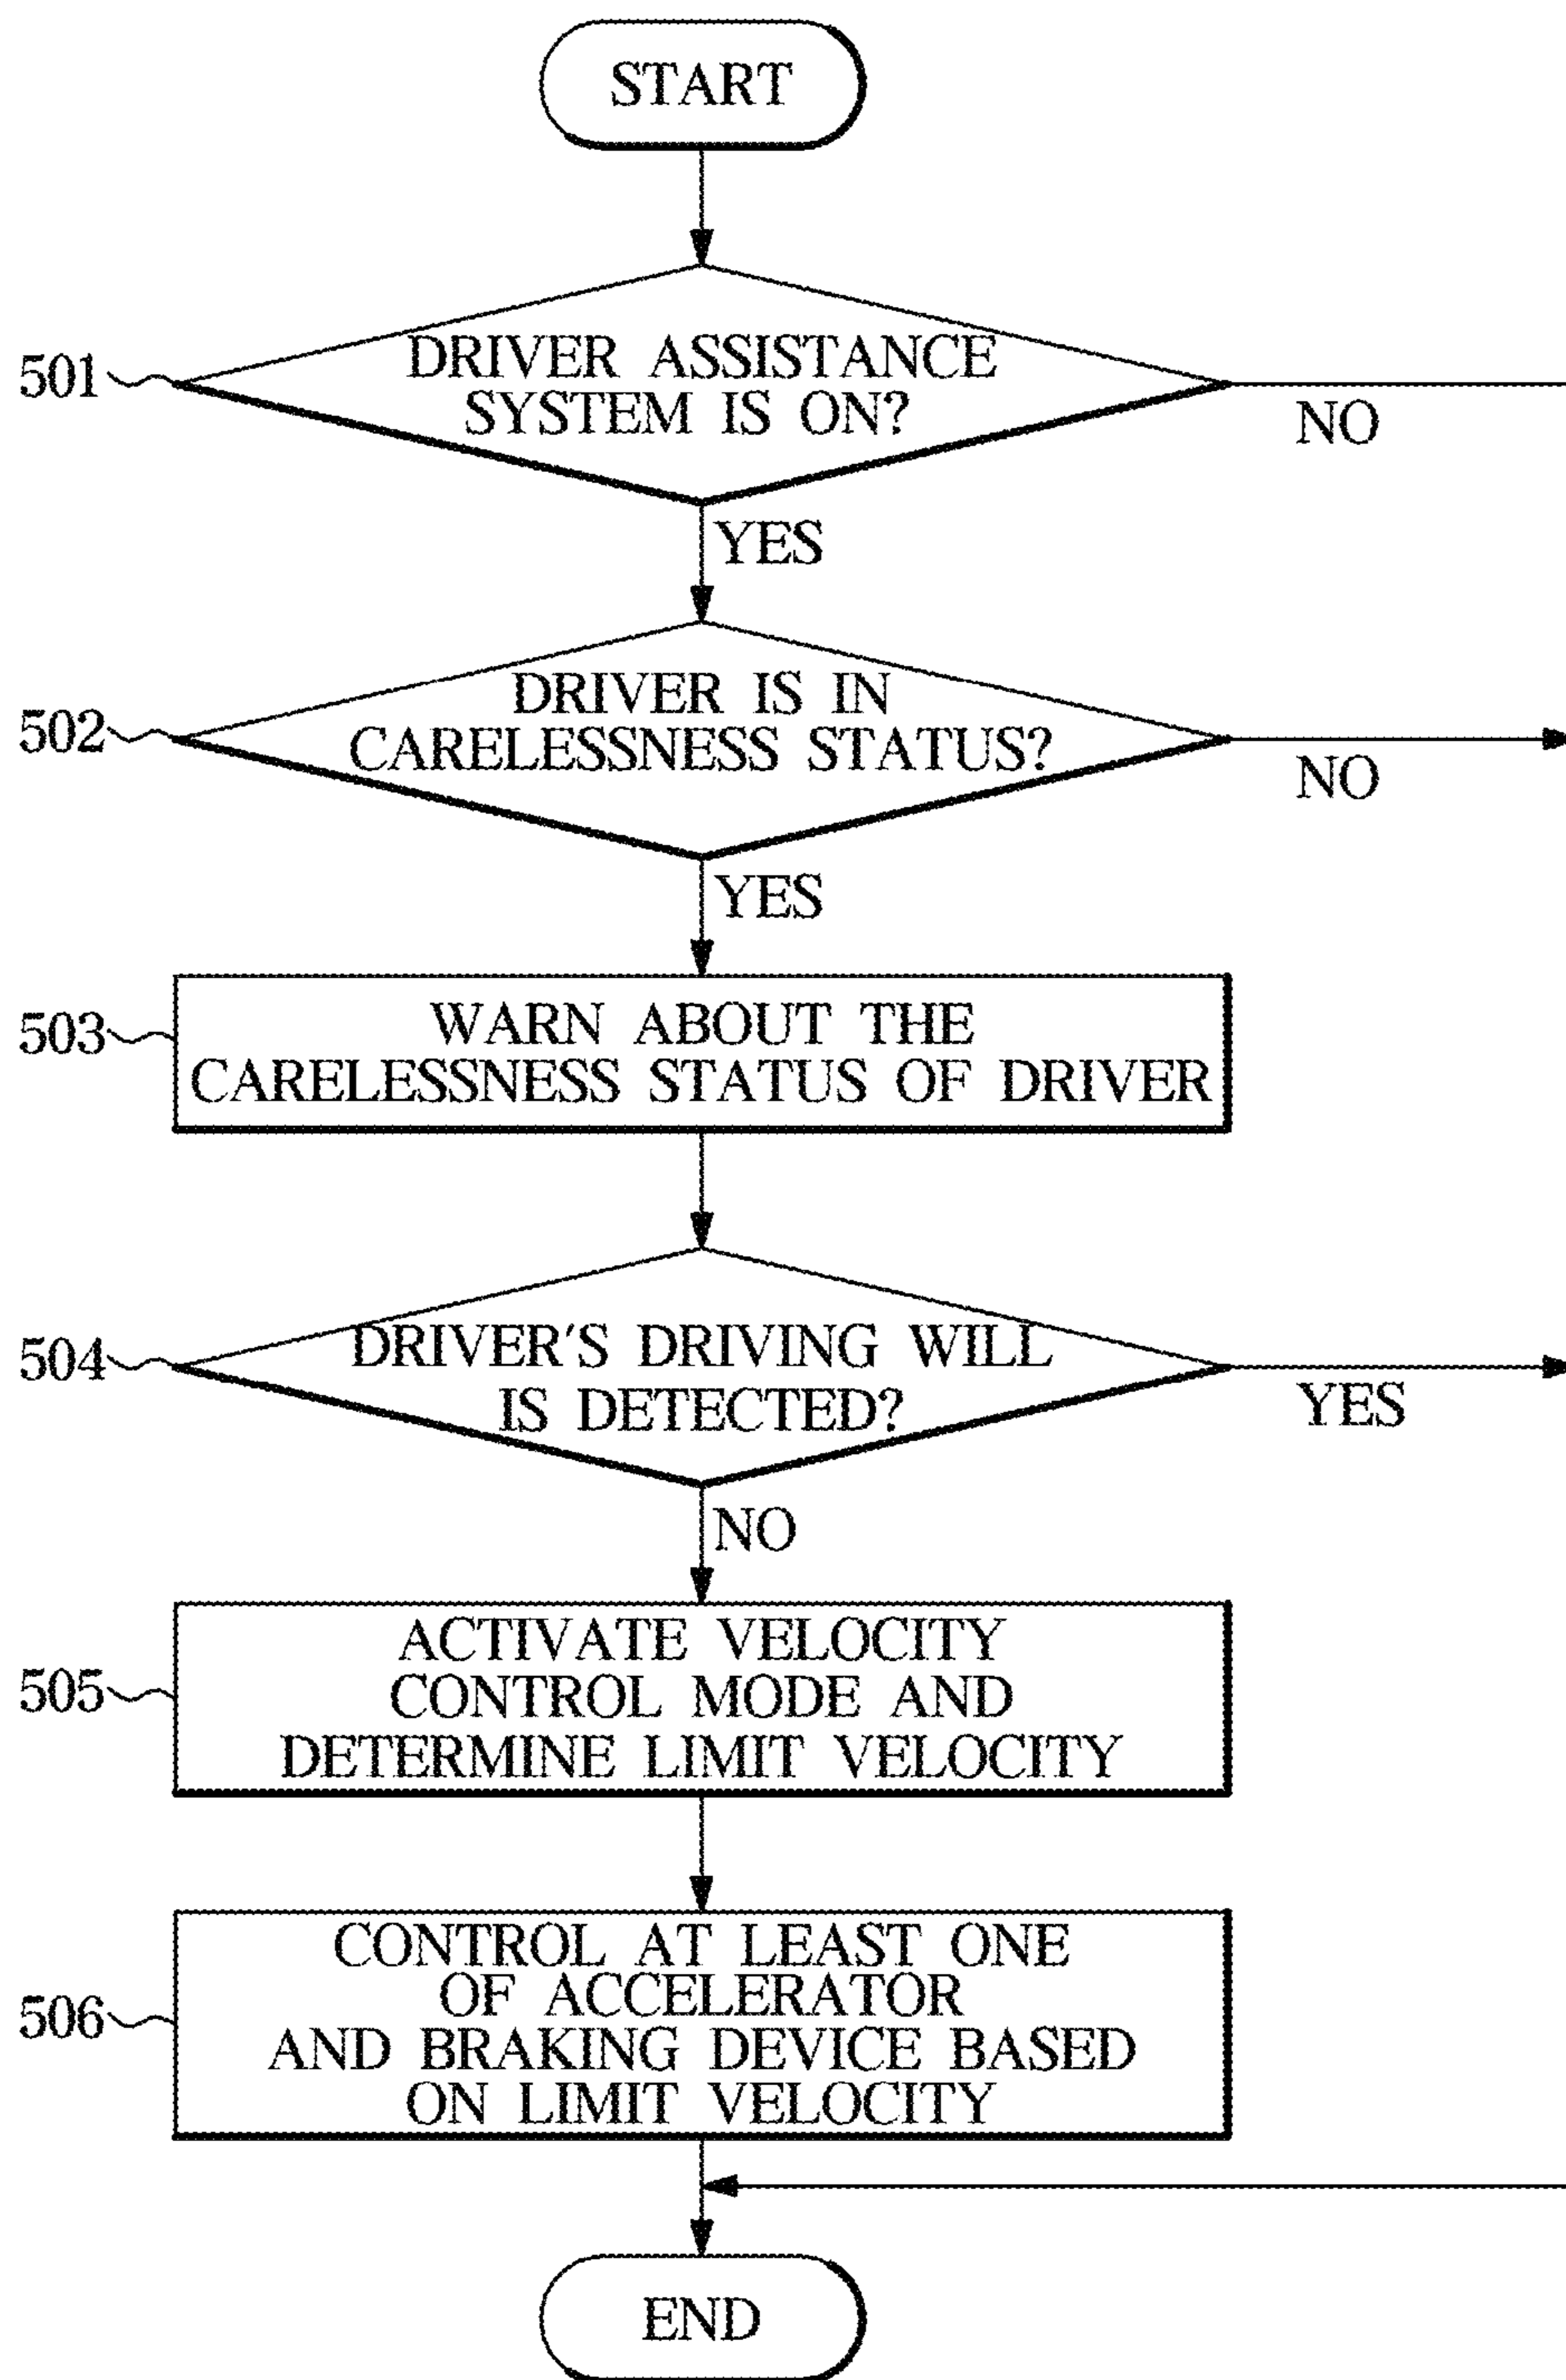 START
501
DRIVER ASSISTANCE
SYSTEM IS ON?
NO
YES
502
DRIVER IS IN
CARELESSNESS STATUS?
NO
YES
503
WARN ABOUT THE
CARELESSNESS STATUS OF DRIVER
504
DRIVER'S DRIVING WILL
IS DETECTED?
YES
NO
505
ACTIVATE VELOCITY
CONTROL MODE AND
DETERMINE LIMIT VELOCITY
506
CONTROL AT LEAST ONE
OF ACCELERATOR
AND BRAKING DEVICE BASED
ON LIMIT VELOCITY
END